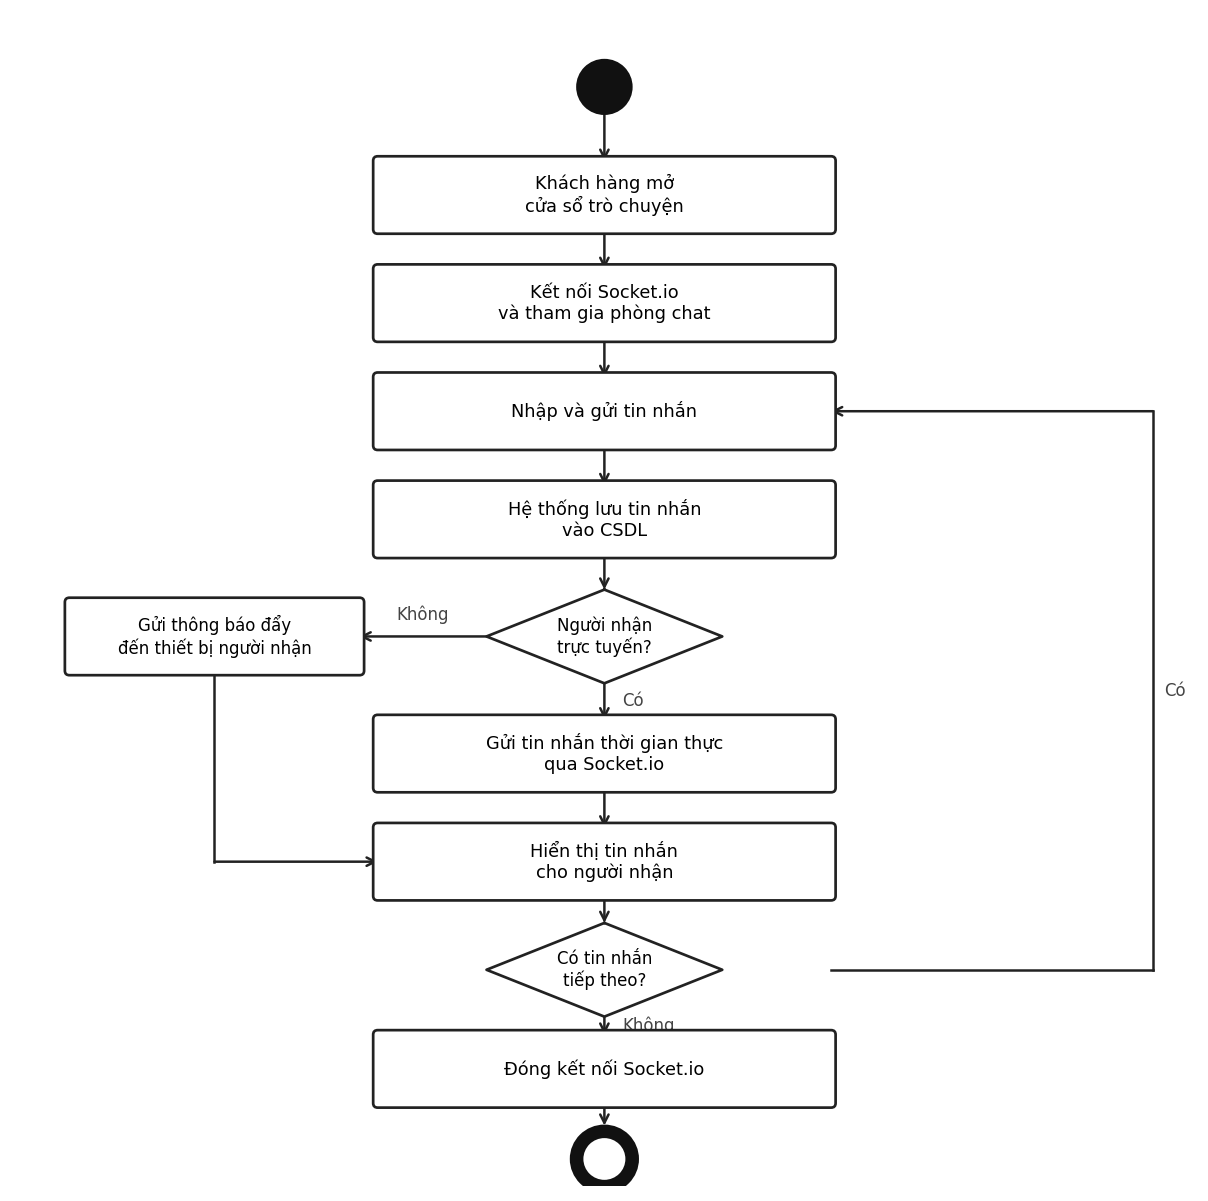 Khách hàng mở
cửa sổ trò chuyện
Kết nối Socket.io
và tham gia phòng chat
Nhập và gửi tin nhắn
Hệ thống lưu tin nhắn
vào CSDL
Gửi thông báo đẩy
đến thiết bị người nhận
Không
Người nhận
trực tuyến?
Có
Có
Gửi tin nhắn thời gian thực
qua Socket.io
Hiển thị tin nhắn
cho người nhận
Có tin nhắn
tiếp theo?
Không
Đóng kết nối Socket.io